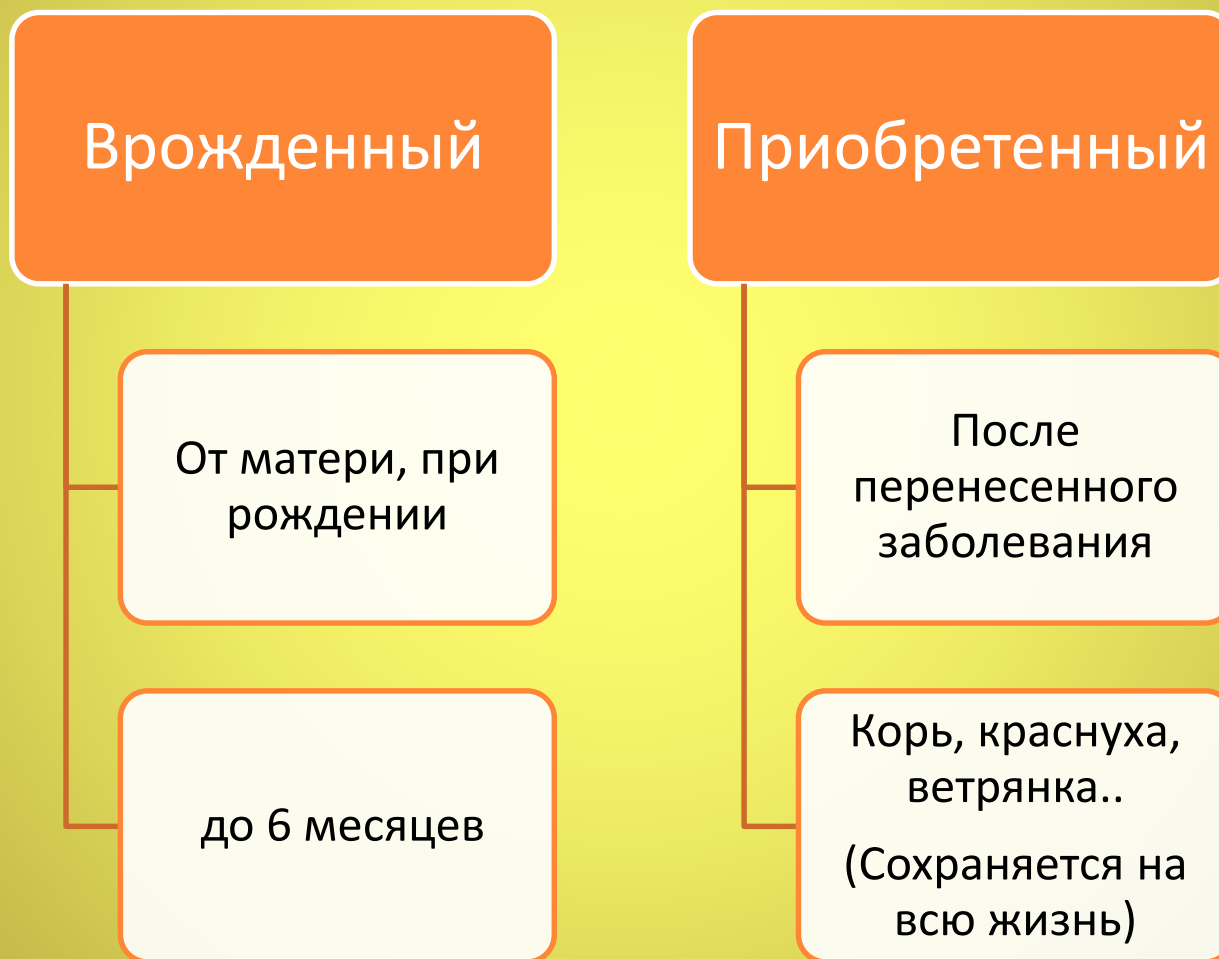 Врожденный
От матери, при
рождении
до 6 месяцев
Приобретенный
После
перенесенного
заболевания
Корь, краснуха,
ветрянка..
(Сохраняется на
всю жизнь)